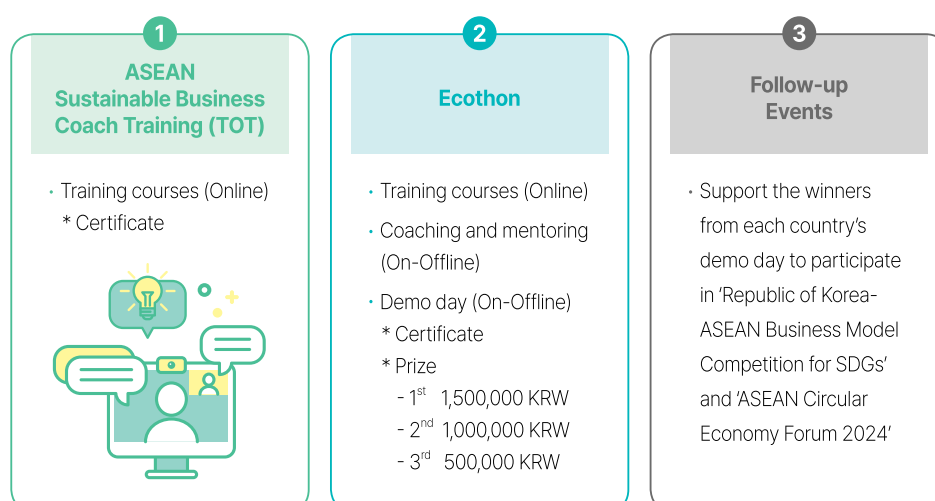 1
ASEAN
Sustainable Business
Coach Training (TOT)
· Training courses (Online)
* Certificate
2
Ecothon
· Training courses (Online)
· Coaching and mentoring
(On-Offline)
· Demo day (On-Offline)
* Certificate
* Prize
- 1st 1,500,000 KRW
- 2nd 1,000,000 KRW
- 3rd 500,000 KRW
3
Follow-up
Events
· Support the winners
from each country’s
demo day to participate
in ‘Republic of Korea-
ASEAN Business Model
Competition for SDGs’
and ‘ASEAN Circular
Economy Forum 2024’